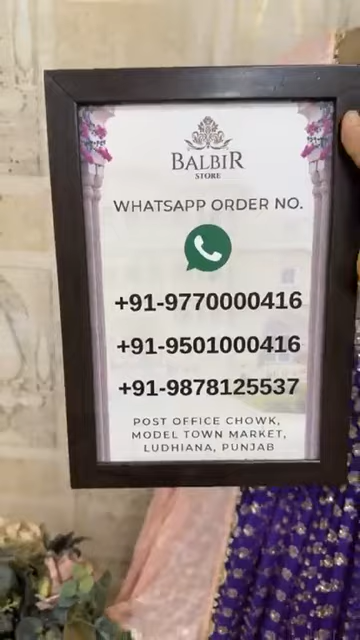 BALBIR
STORE
WHATSAPP ORDER NO.
+91-9770000416
+91-9501000416
+91-9878125537
POST OFFICE CHOWK,
MODEL TOWN MARKET,
LUDHIANA, PUNJAB